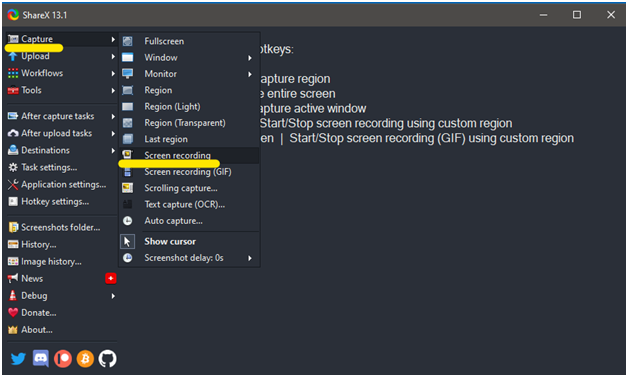 ShareX 13.1
Capture
Upload
Workflows
Tools
After capture tasks
After upload tasks
Destinations
Task settings...
Application settings...
Hotkey settings...
Screenshots folder...
History...
Image history...
News
Debug
Donate...
About...
Fullscreen
Window
Monitor
Region
Region (Light)
Region (Transparent)
Last region
Screen recording
Screen recording (GIF)
Scrolling capture...
Text capture (OCR)...
Auto capture...
Show cursor
Screenshot delay: 0s
otkeys:
apture region
e entire screen
apture active window
Start/Stop screen recording using custom region
en | Start/Stop screen recording (GIF) using custom region